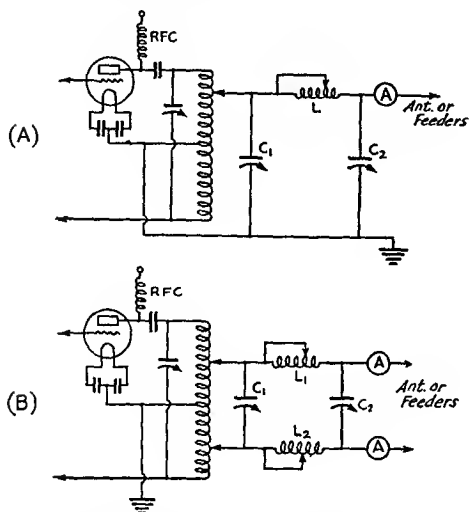 RFC
(A)
L
A
Ant. or
Feeders
C1
C2
RFC
(B)
L1
A
C1
C2
Ant. or
Feeders
L2
A